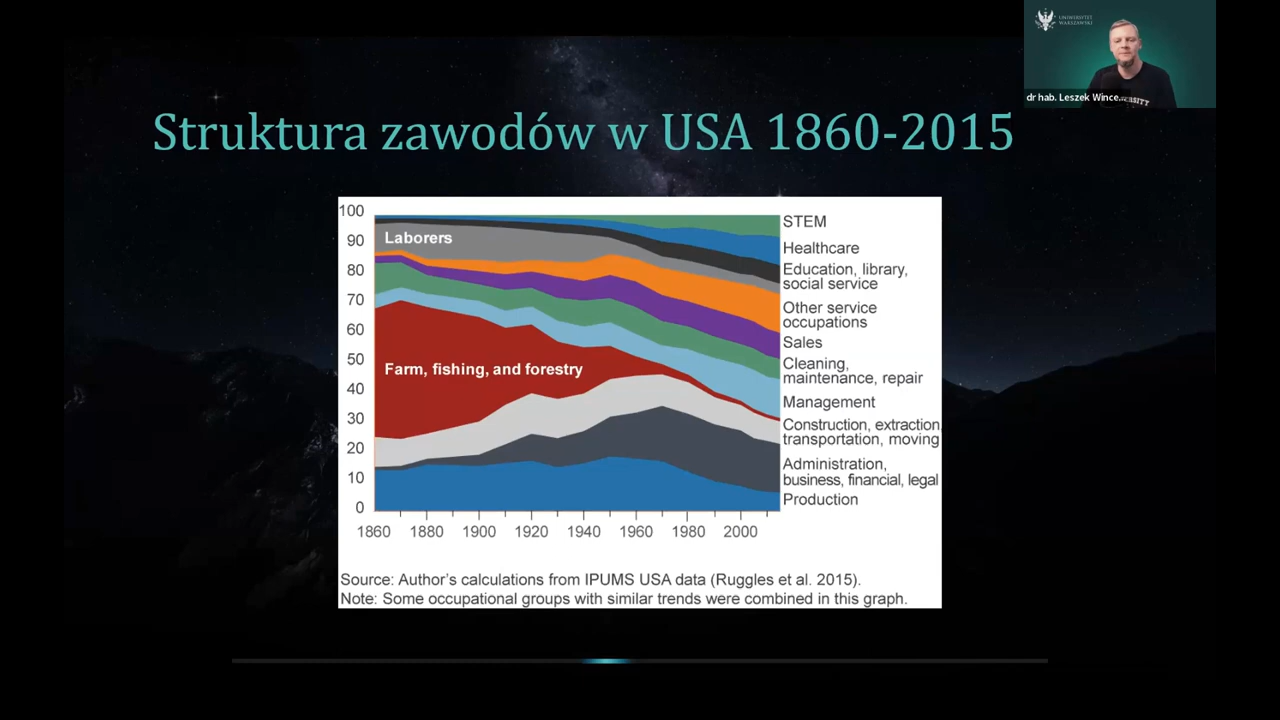 UNIWERSYTET
WARSZAWSKI
dr hab. Leszek Wince...
Struktura zawodów w USA 1860-2015
100
90
80
70
60
50
40
30
20
10
0
Laborers
Farm, fishing, and forestry
STEM
Healthcare
Education, library,
social service
Other service
occupations
Sales
Cleaning,
maintenance, repair
Management
Construction, extraction,
transportation, moving
Administration,
business, financial, legal
Production
1860 1880 1900 1920 1940 1960 1980 2000
Source: Author's calculations from IPUMS USA data (Ruggles et al. 2015).
Note: Some occupational groups with similar trends were combined in this graph.